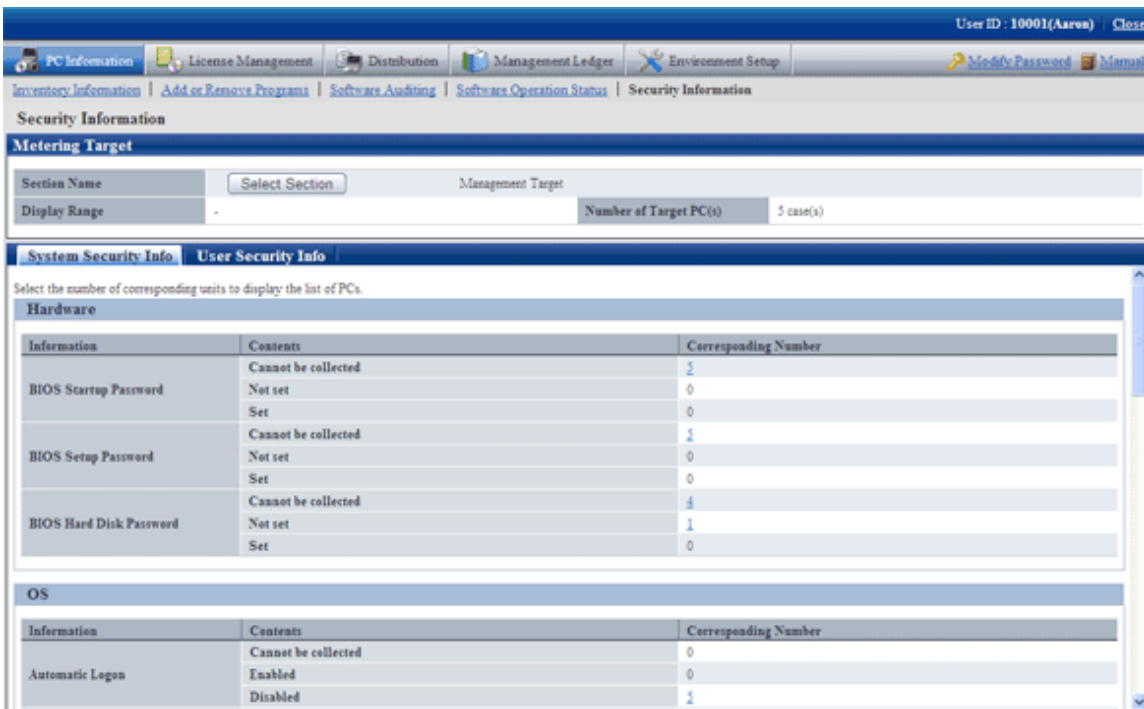 User ID : 10001(Aaron) Close
PC Information License Management Distribution Management Ledger Environment Setup Modify Password Manual
Inventory Information | Add or Remove Programs | Software Auditing | Software Operation Status | Security Information
Security Information
Metering Target
Section Name Select Section Management Target
Display Range - Number of Target PC(s) 5 case(s)
System Security Info User Security Info
Select the number of corresponding units to display the list of PCs.
Hardware
Information Contents Corresponding Number
Cannot be collected 5
BIOS Startup Password Not set 0
Set 0
Cannot be collected 5
BIOS Setup Password Not set 0
Set 0
Cannot be collected 4
BIOS Hard Disk Password Not set 1
Set 0
OS
Information Contents Corresponding Number
Cannot be collected 0
Automatic Logon Enabled 0
Disabled 5